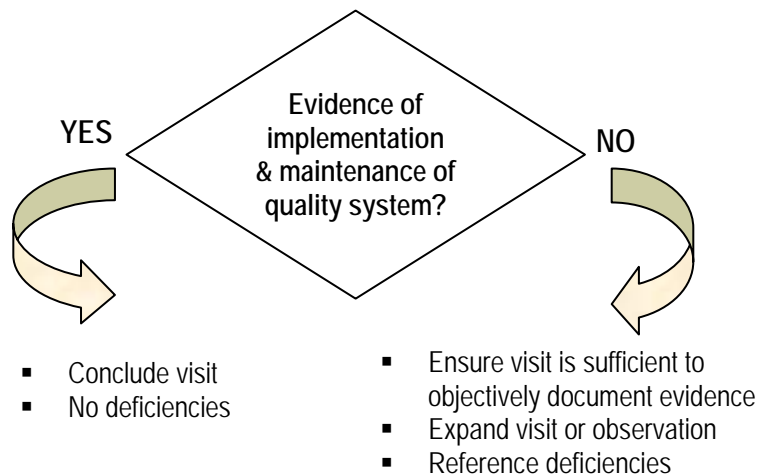 Evidence of
implementation
& maintenance of
quality system?
YES
NO
▪ Conclude visit
▪ No deficiencies
▪ Ensure visit is sufficient to
objectively document evidence
▪ Expand visit or observation
▪ Reference deficiencies